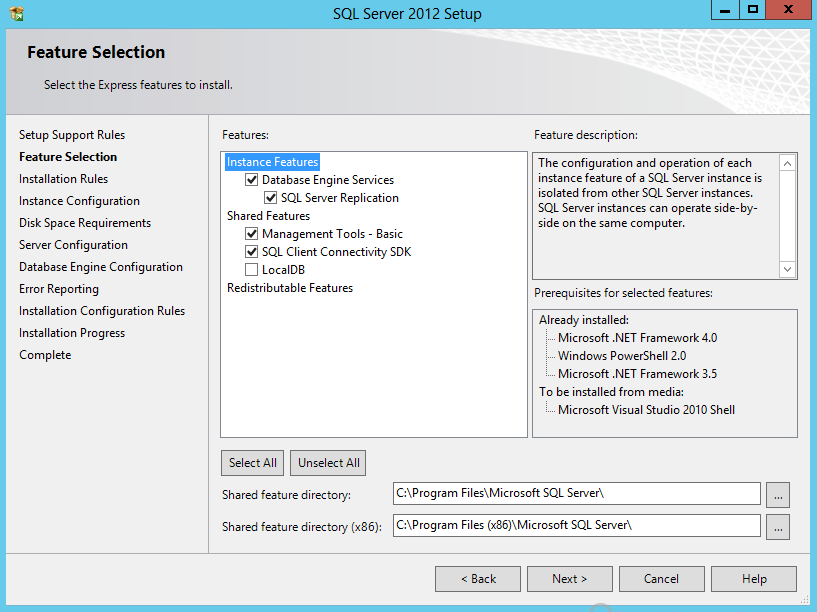 SQL Server 2012 Setup
Feature Selection
Select the Express features to install.
Setup Support Rules
Feature Selection
Installation Rules
Instance Configuration
Disk Space Requirements
Server Configuration
Database Engine Configuration
Error Reporting
Installation Configuration Rules
Installation Progress
Complete
Features:
Instance Features
Database Engine Services
SQL Server Replication
Shared Features
Management Tools - Basic
SQL Client Connectivity SDK
LocalDB
Redistributable Features
Feature description:
The configuration and operation of each
instance feature of a SQL Server instance is
isolated from other SQL Server instances.
SQL Server instances can operate side-by-
side on the same computer.
Prerequisites for selected features:
Already installed:
Microsoft .NET Framework 4.0
Windows PowerShell 2.0
Microsoft .NET Framework 3.5
To be installed from media:
Microsoft Visual Studio 2010 Shell
Select All
Unselect All
Shared feature directory:
C:\Program Files\Microsoft SQL Server\
...
Shared feature directory (x86):
C:\Program Files (x86)\Microsoft SQL Server\
...
< Back
Next >
Cancel
Help